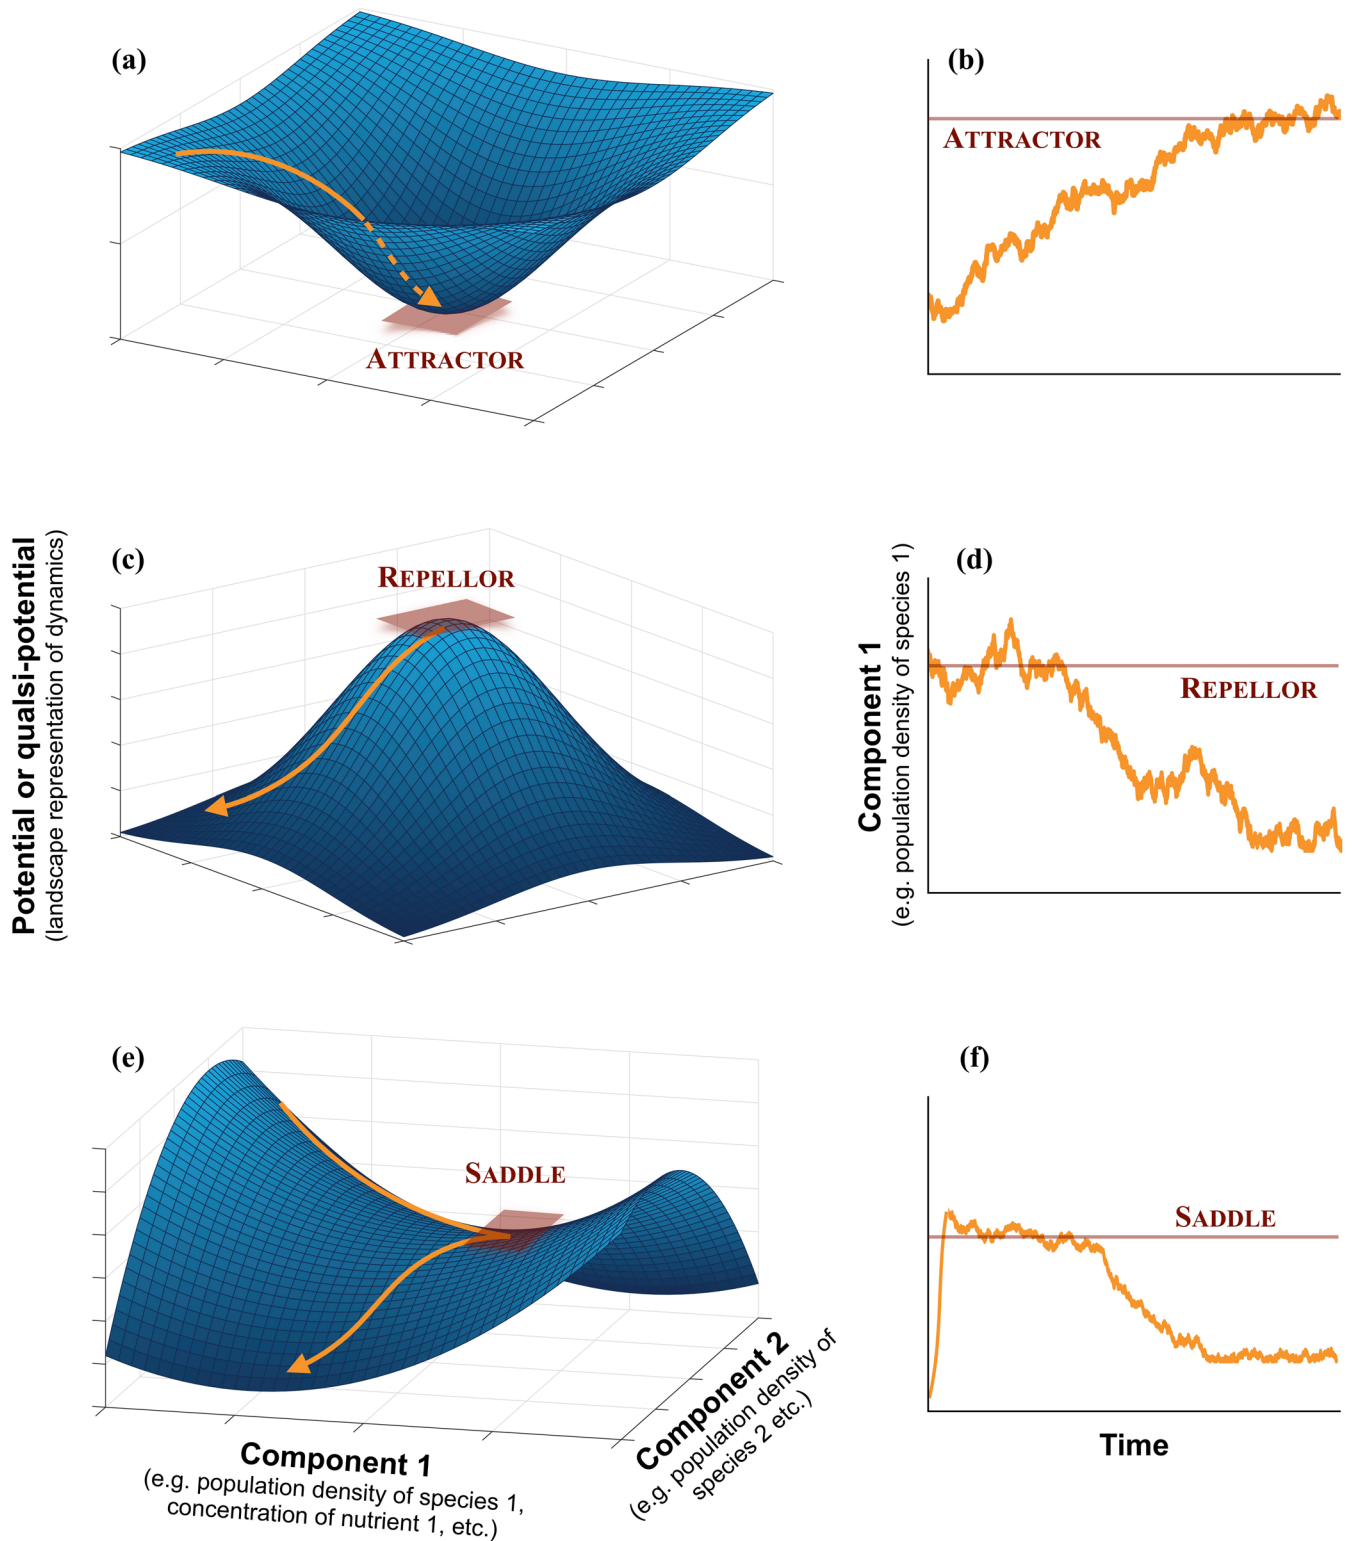 (a)
(b)
ATTRACTOR
ATTRACTOR
Potential or qualsi-potential
(landscape representation of dynamics)
(c)
REPELLOR
Component 1
(e.g. population density of species 1)
(d)
REPELLOR
(e)
SADDLE
(f)
SADDLE
Component 1
(e.g. population density of species 1,
concentration of nutrient 1, etc.)
Component 2
(e.g. population density of
species 2 etc.)
Time